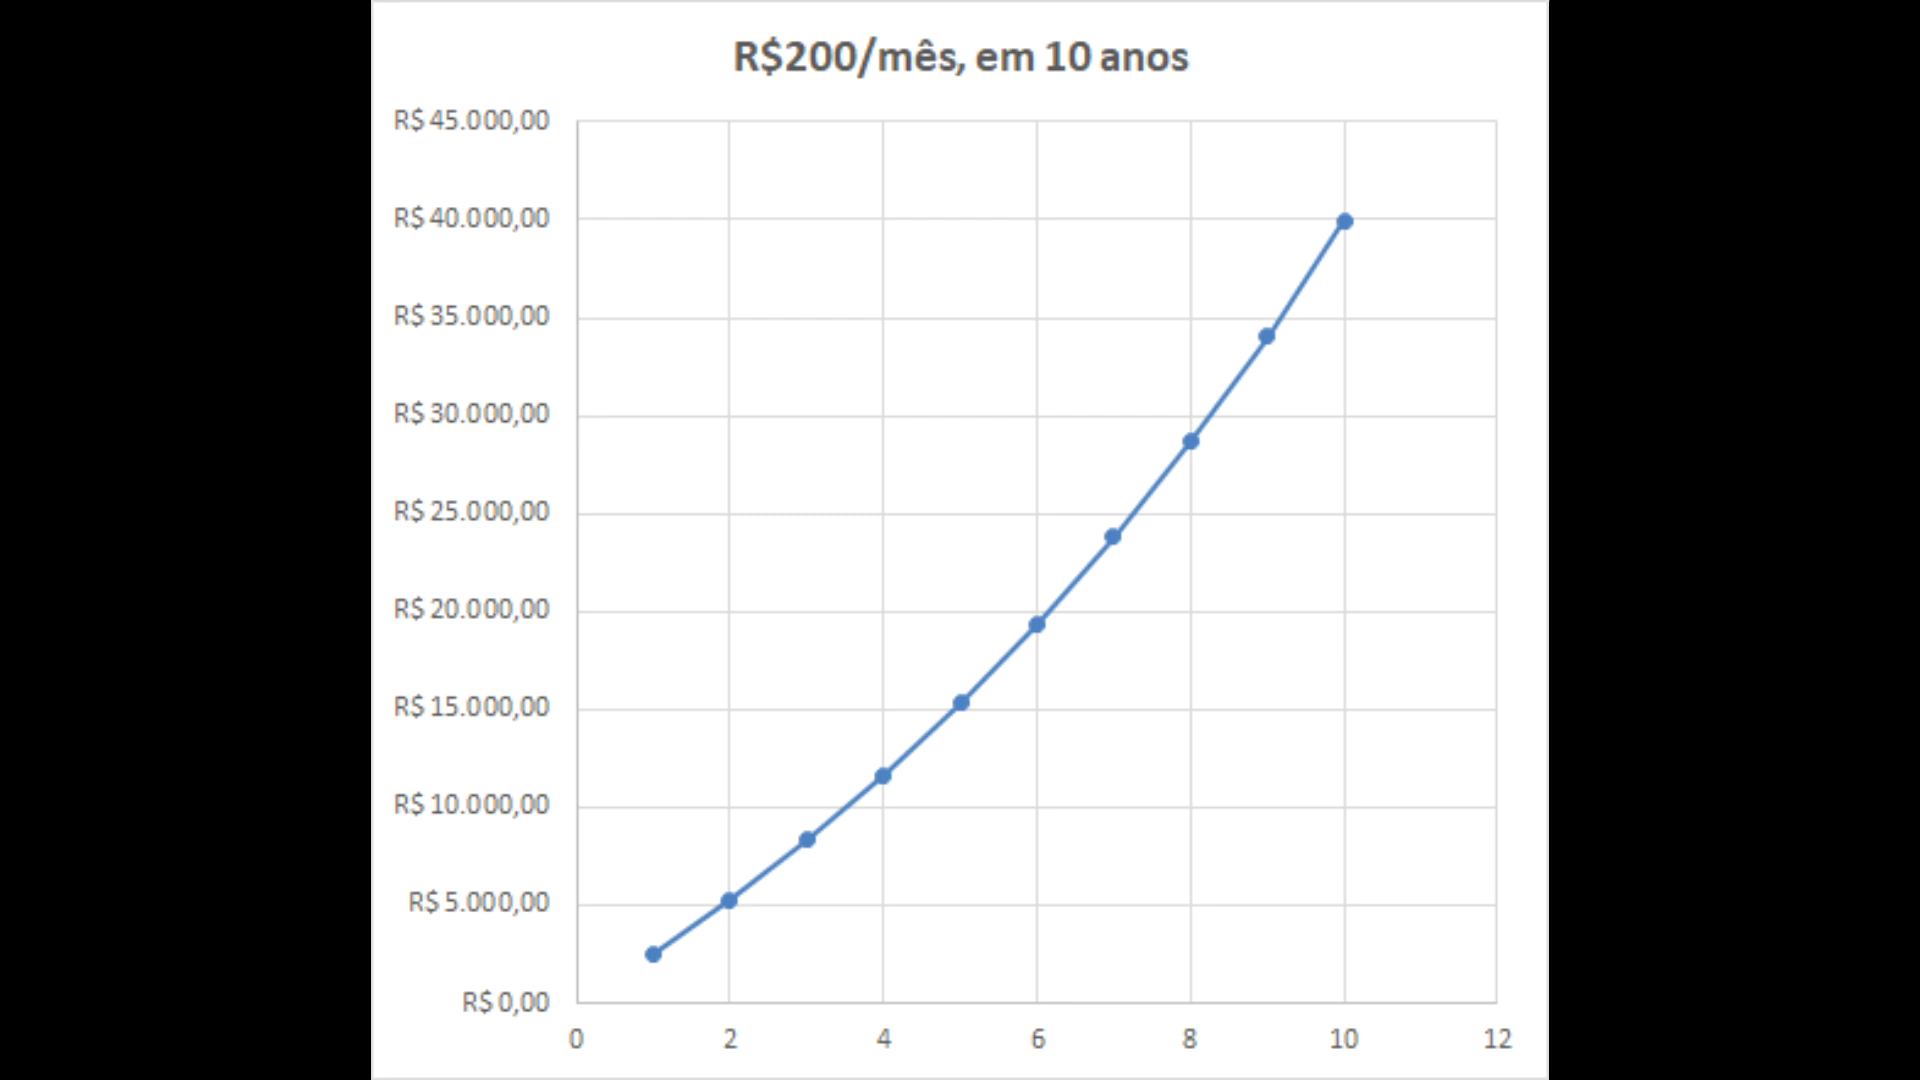 R$200/mês, em 10 anos
R$ 45.000,00
R$ 40.000,00
R$ 35.000,00
R$ 30.000,00
R$ 25.000,00
R$ 20.000,00
R$ 15.000,00
R$ 10.000,00
R$ 5.000,00
R$ 0,00
0 2 4 6 8 10 12